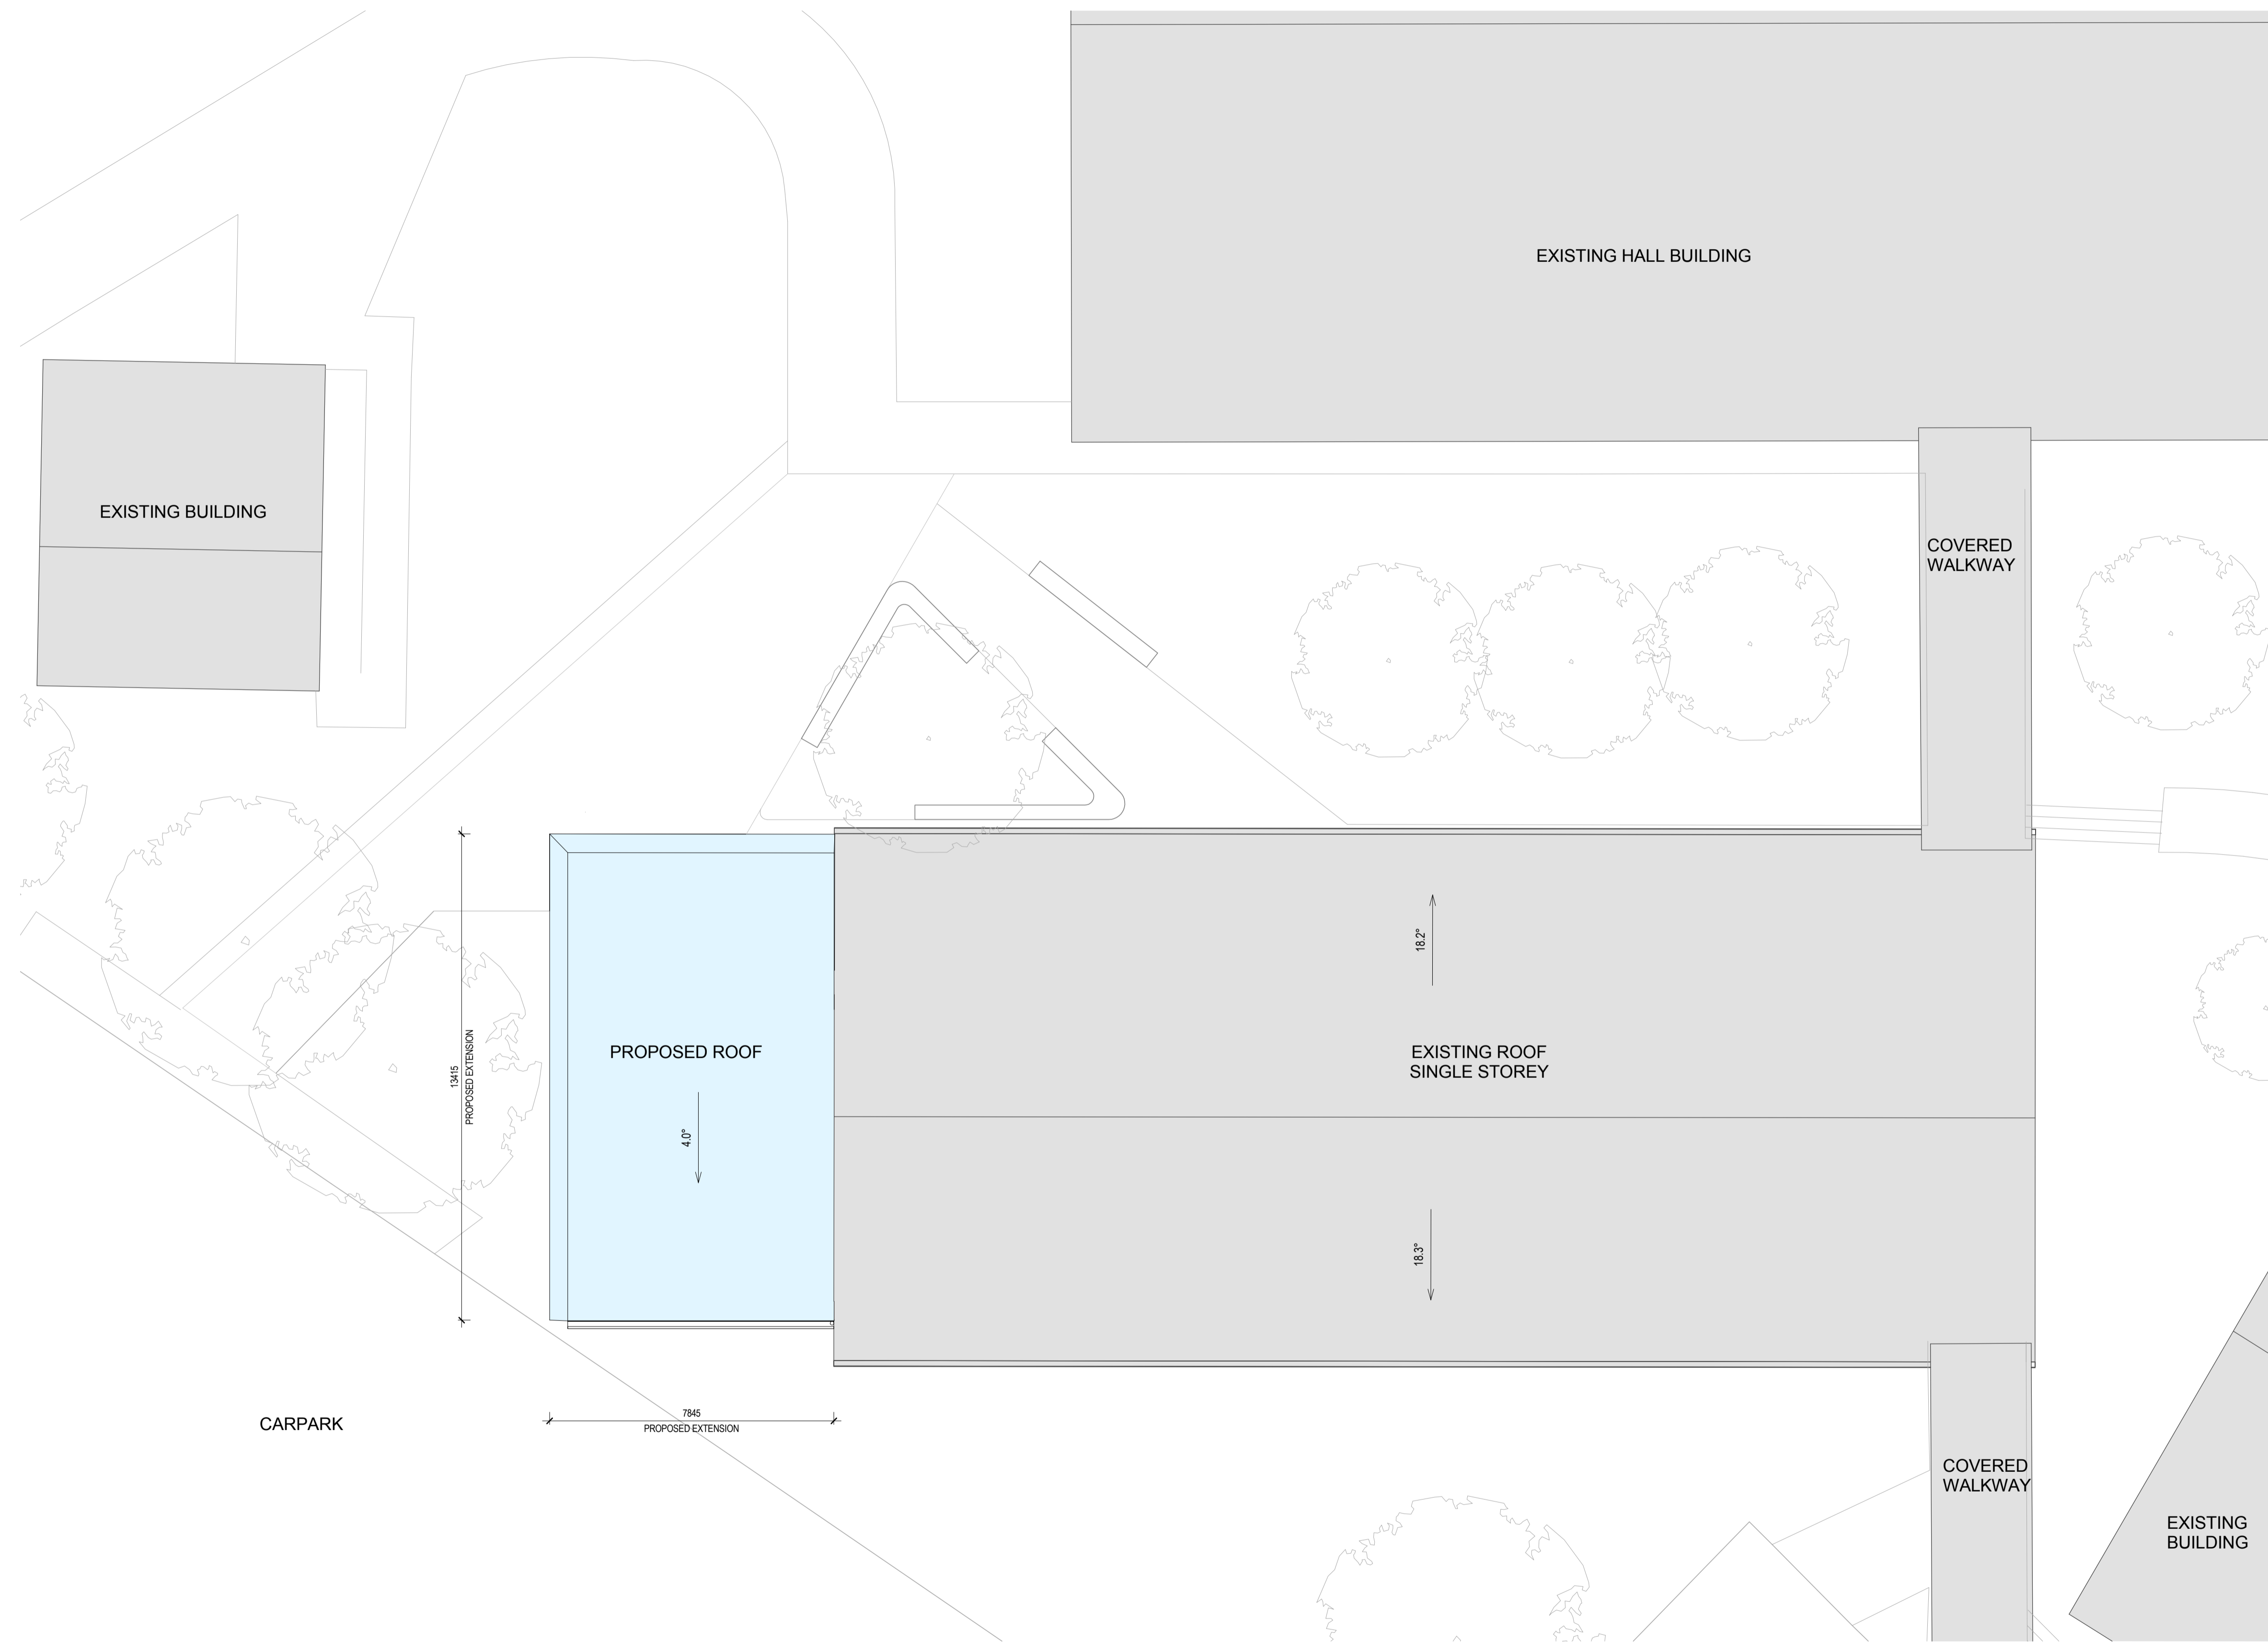 EXISTING HALL BUILDING
EXISTING BUILDING
COVERED
WALKWAY
18.2°
PROPOSED ROOF
EXISTING ROOF
SINGLE STOREY
13415
PROPOSED EXTENSION
4.0°
18.3°
7845
PROPOSED EXTENSION
CARPARK
COVERED
WALKWAY
EXISTING
BUILDING